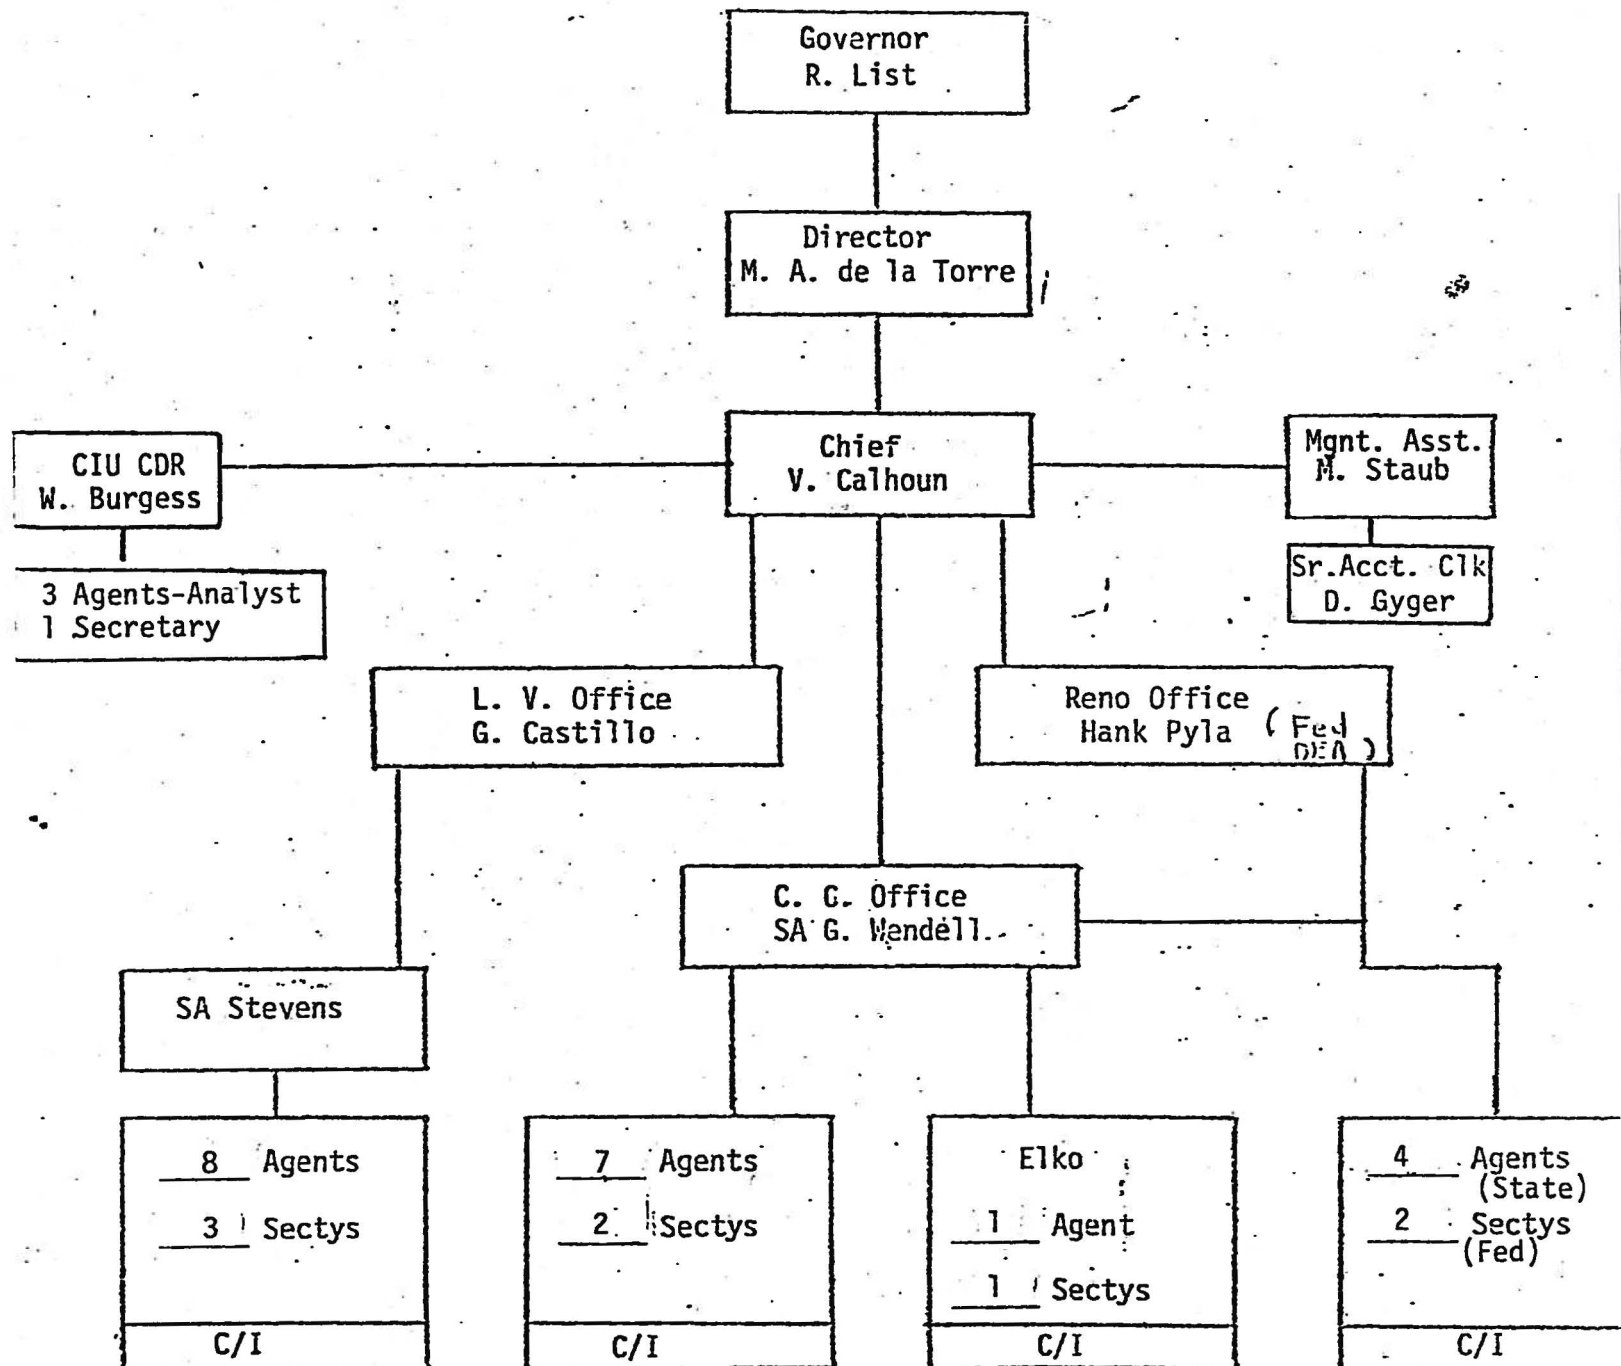 Governor
R. List
Director
M. A. de la Torre
CIU CDR
W. Burgess
Chief
V. Calhoun
Mgnt. Asst.
M. Staub
3 Agents-Analyst
1 Secretary
Sr.Acct. Clk
D. Gyger
L. V. Office
G. Castillo
Reno Office
Hank Pyla (Fed
DEA)
C. C. Office
SA G. Wendell
SA Stevens
8 Agents
3 Sectys
C/I
7 Agents
2 Sectys
C/I
Elko
1 Agent
1 Sectys
C/I
4 Agents
(State)
2 Sectys
(Fed)
C/I